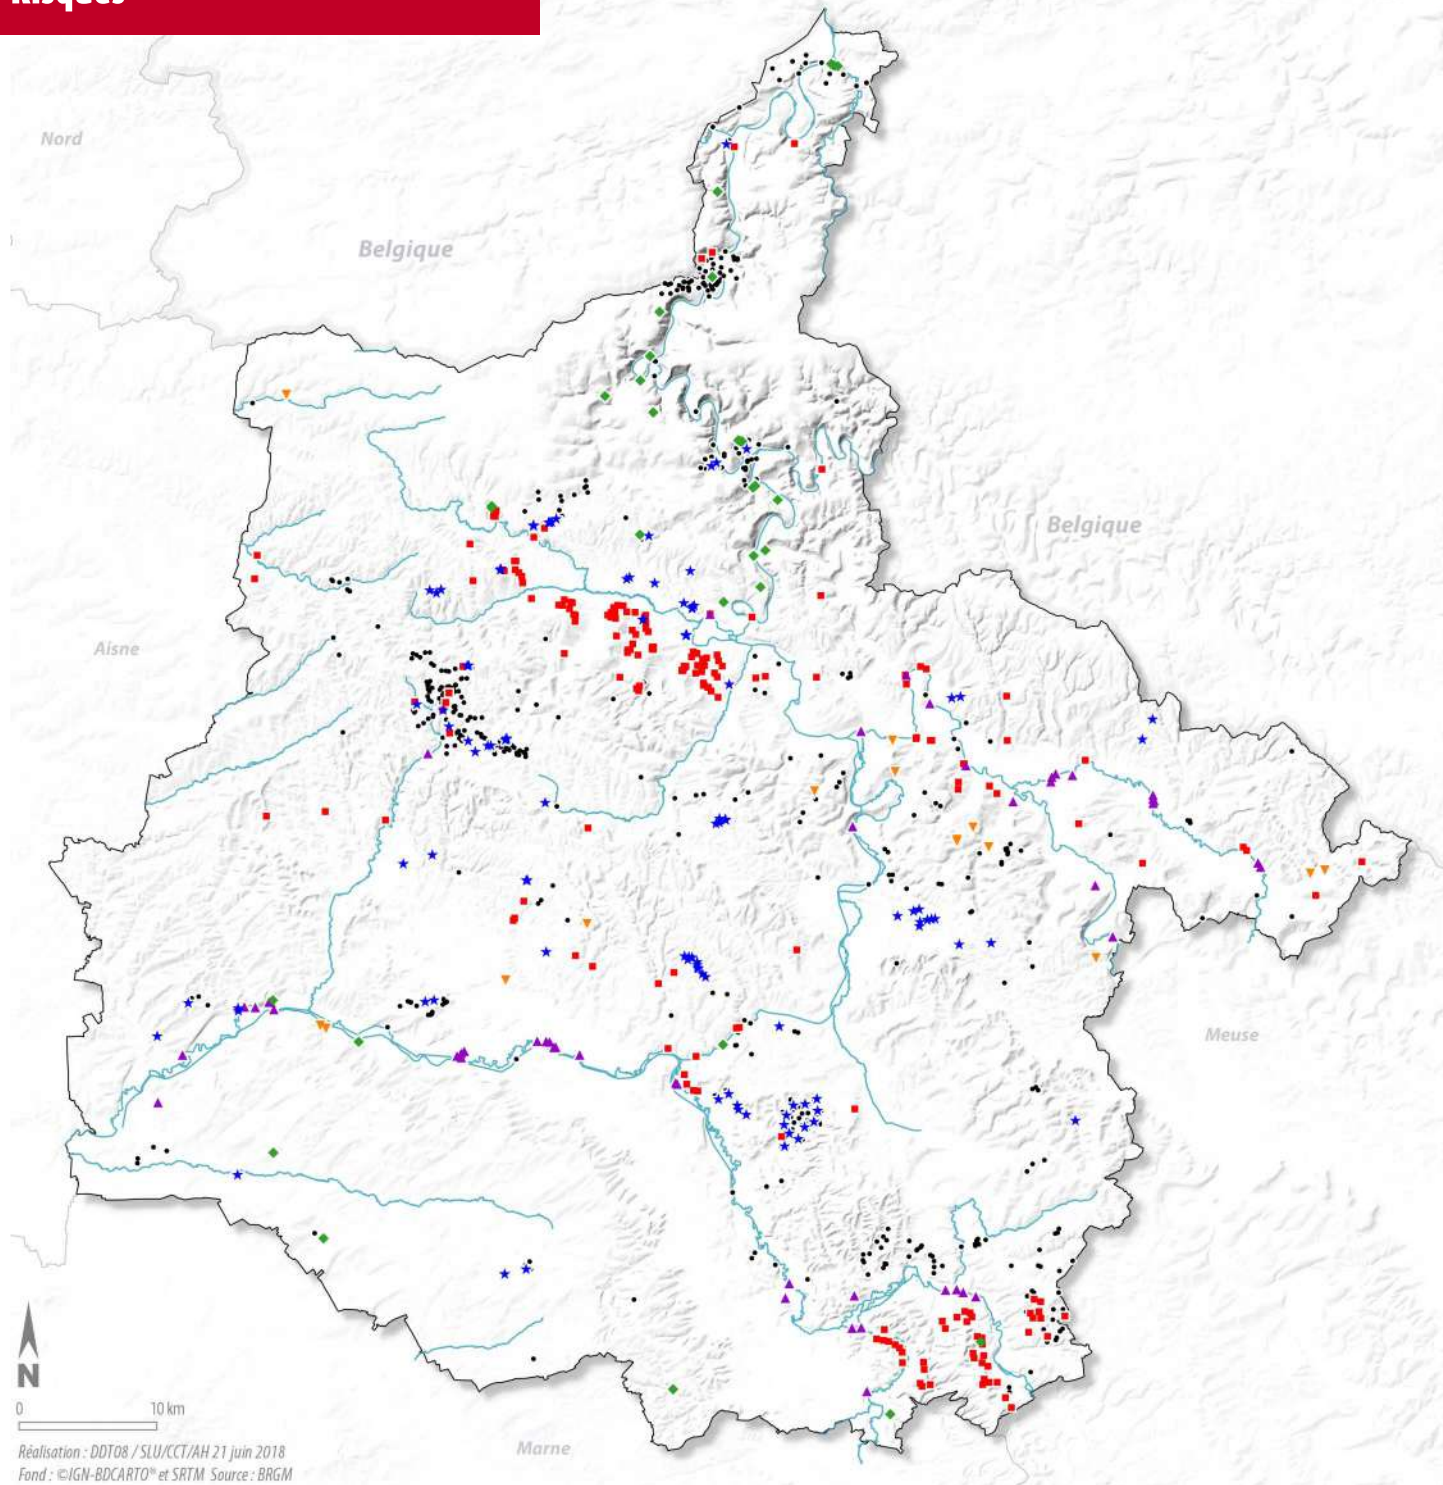 Risques
Nord
Belgique
Belgique
Aisne
Meuse
N
0 10 km
Marne
Réalisation : DDT08 / SLU/CCT/AH 21 juin 2018
Fond : ©IGN-BDCARTO® et SRTM Source : BRGM